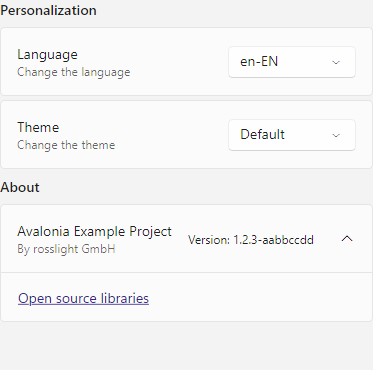 Personalization
Language
Change the language
en-EN
Theme
Change the theme
Default
About
Avalonia Example Project
By rosslight GmbH
Version: 1.2.3-aabbccdd
Open source libraries